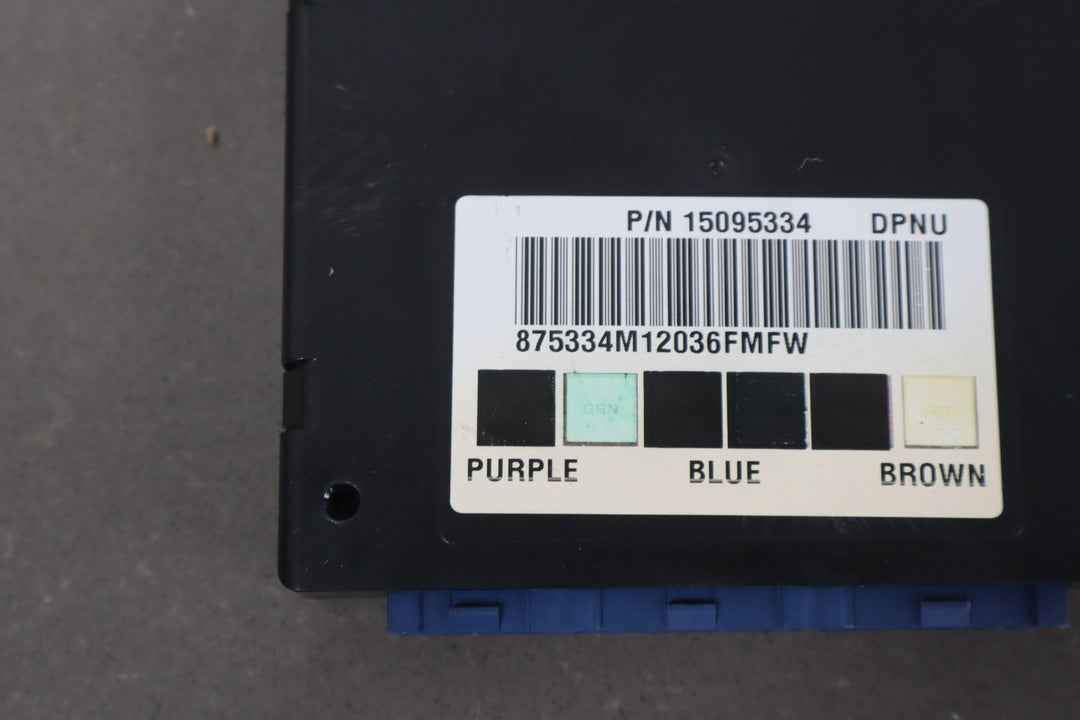 P/N 15095334 DPNU
875334M12036FMFW
GRN RED
PURPLE BLUE BROWN